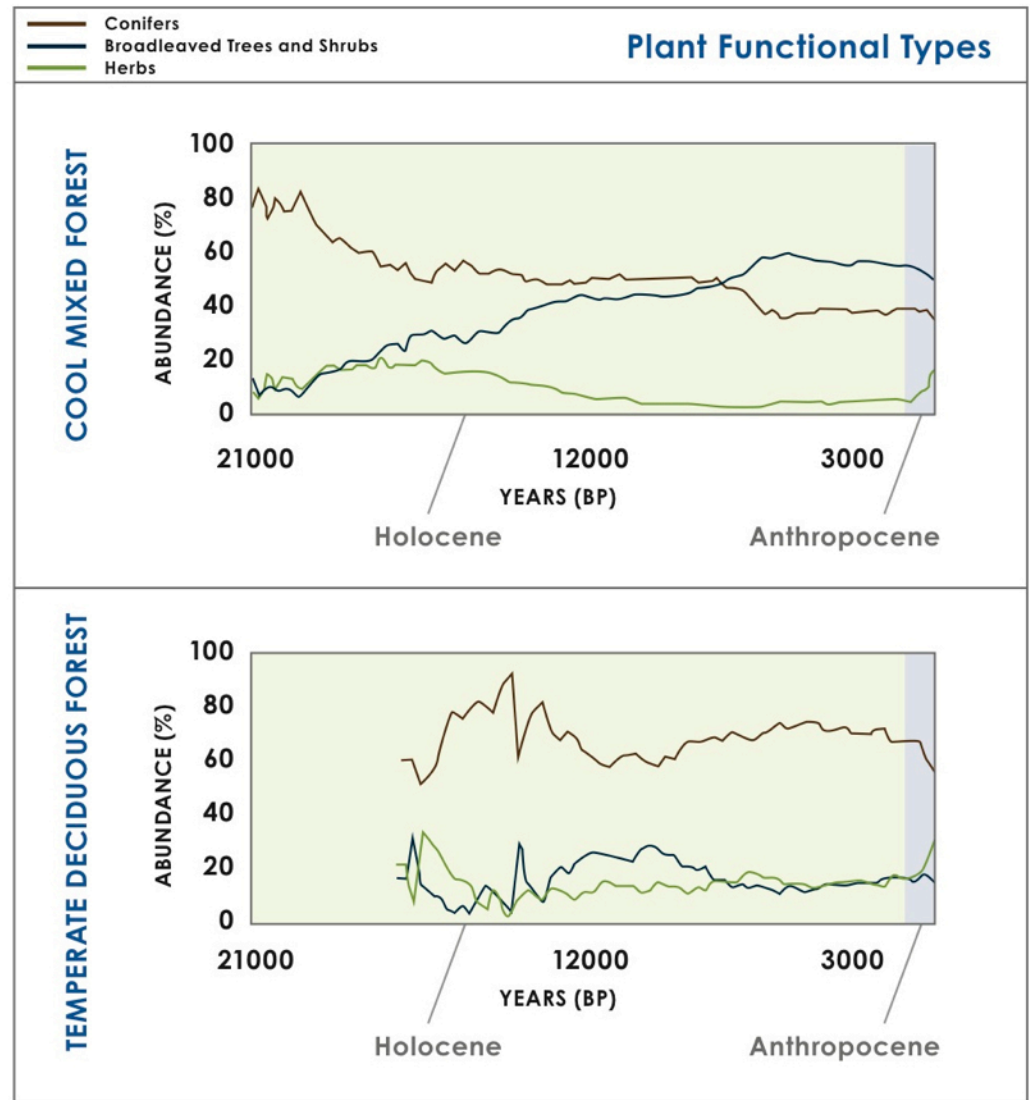 Conifers
Broadleaved Trees and Shrubs
Herbs
Plant Functional Types
COOL MIXED FOREST
ABUNDANCE (%)
100
80
60
40
20
0
21000 12000 3000
YEARS (BP)
Holocene Anthropocene
TEMPERATE DECIDUOUS FOREST
ABUNDANCE (%)
100
80
60
40
20
0
21000 12000 3000
YEARS (BP)
Holocene Anthropocene